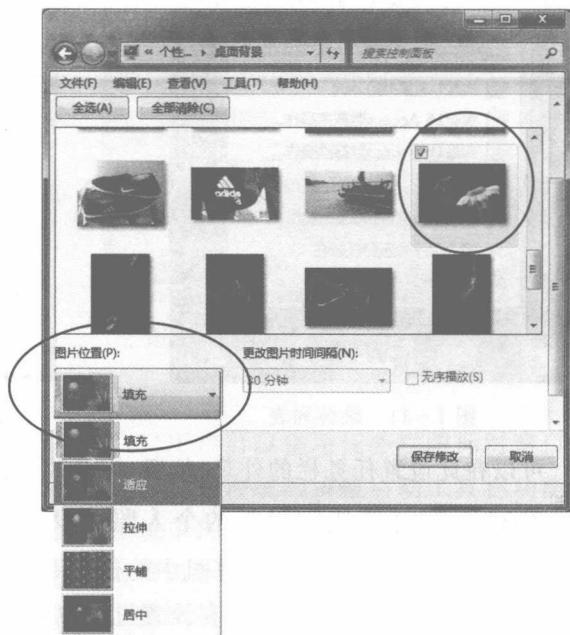 « 个性... ▸ 桌面背景 搜索控制面板
文件(F) 编辑(E) 查看(V) 工具(T) 帮助(H)
全选(A) 全部清除(C)
adidas
图片位置(P): 更改图片时间间隔(N):
填充 30 分钟 无序播放(S)
填充
适应
拉伸
平铺
居中
保存修改 取消